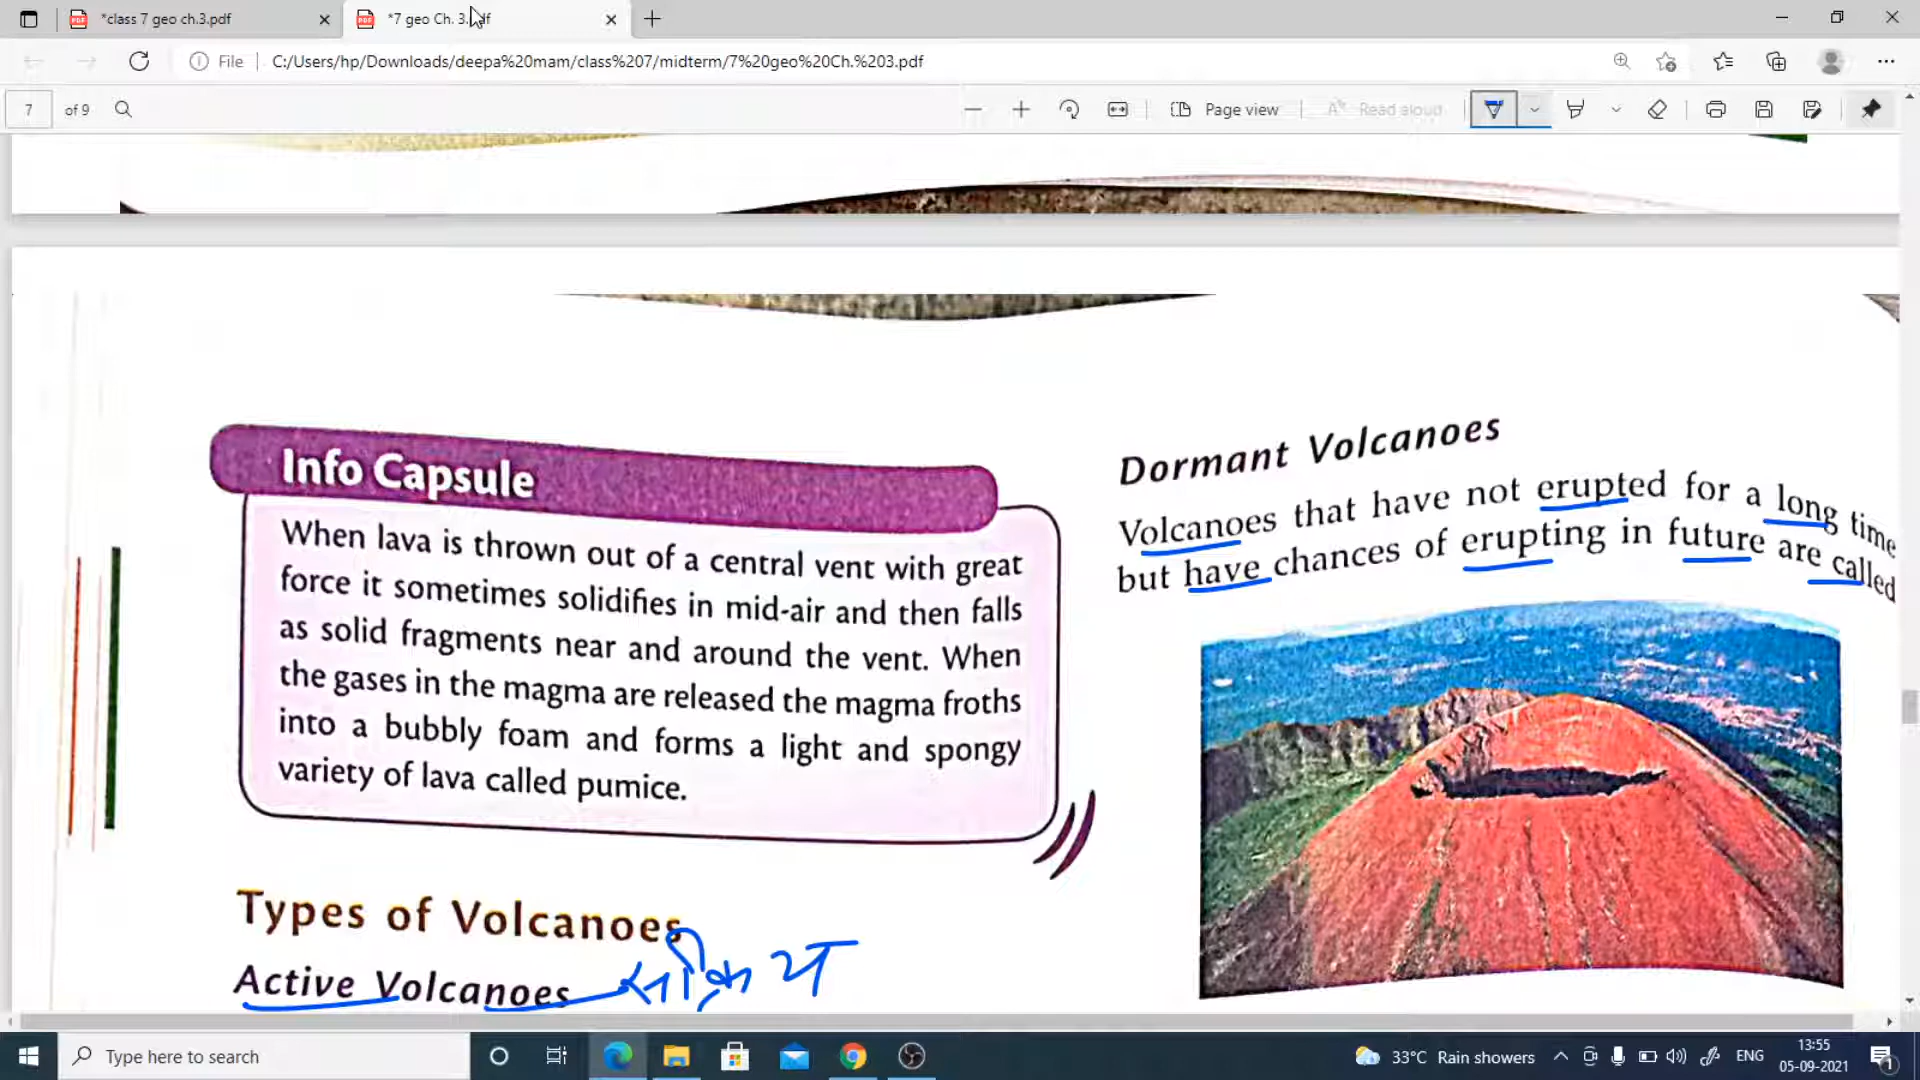 *class 7 geo ch.3.pdf
*7 geo Ch. 3.pdf
File
C:/Users/hp/Downloads/deepa%20mam/class%207/midterm/7%20geo%20Ch.%203.pdf
7 of 9
Page view
Read aloud
Info Capsule
When lava is thrown out of a central vent with great
force it sometimes solidifies in mid-air and then falls
as solid fragments near and around the vent. When
the gases in the magma are released the magma froths
into a bubbly foam and forms a light and spongy
variety of lava called pumice.
Types of Volcanoes
Active Volcanoes सक्रिय
Dormant Volcanoes
Volcanoes that have not erupted for a long time
but have chances of erupting in future are called
Type here to search
33°C Rain showers
ENG
13:55
05-09-2021
1